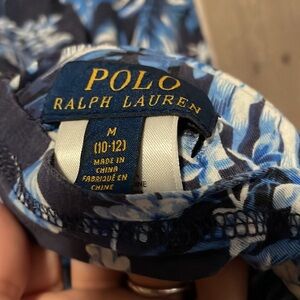 POLO
RALPH LAUREN
M
(10-12)
MADE IN
CHINA
FABRIQUÉ EN
CHINE